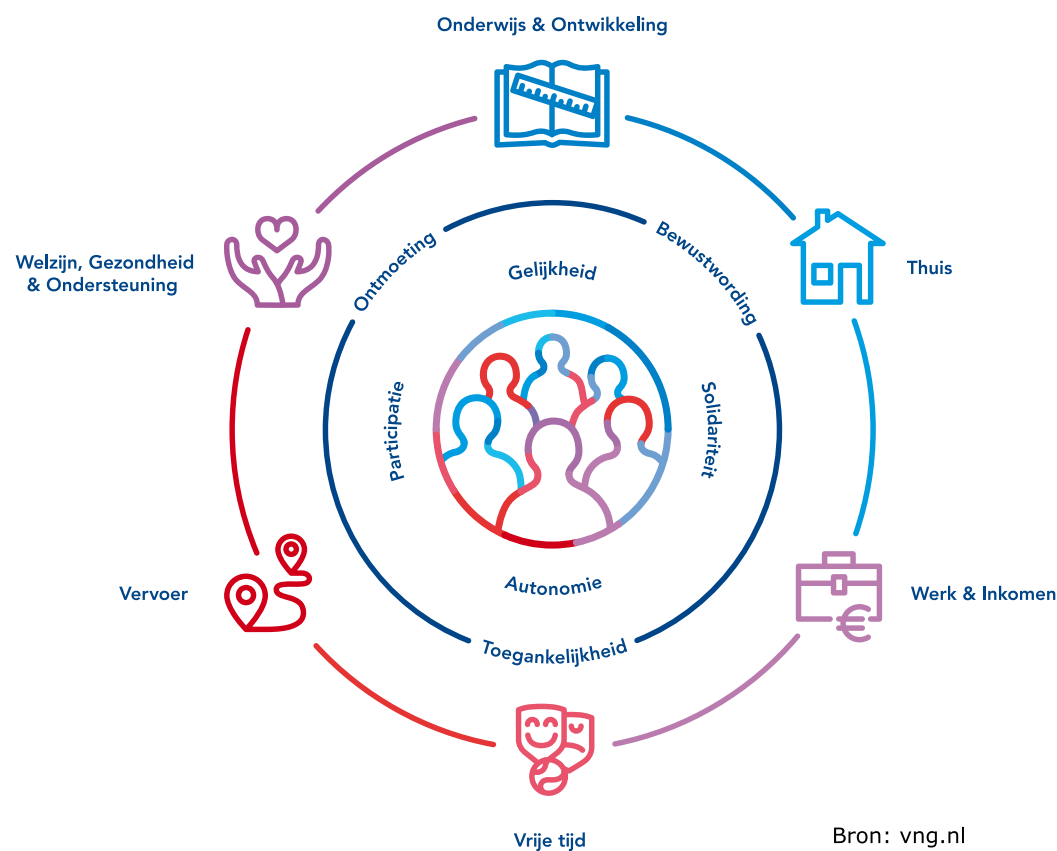 Onderwijs & Ontwikkeling
Ontmoeting
Bewustwording
Gelijkheid
Welzijn, Gezondheid
& Ondersteuning
Thuis
Participatie
Solidariteit
Autonomie
Vervoer
Werk & Inkomen
Toegankelijkheid
Vrije tijd
Bron: vng.nl